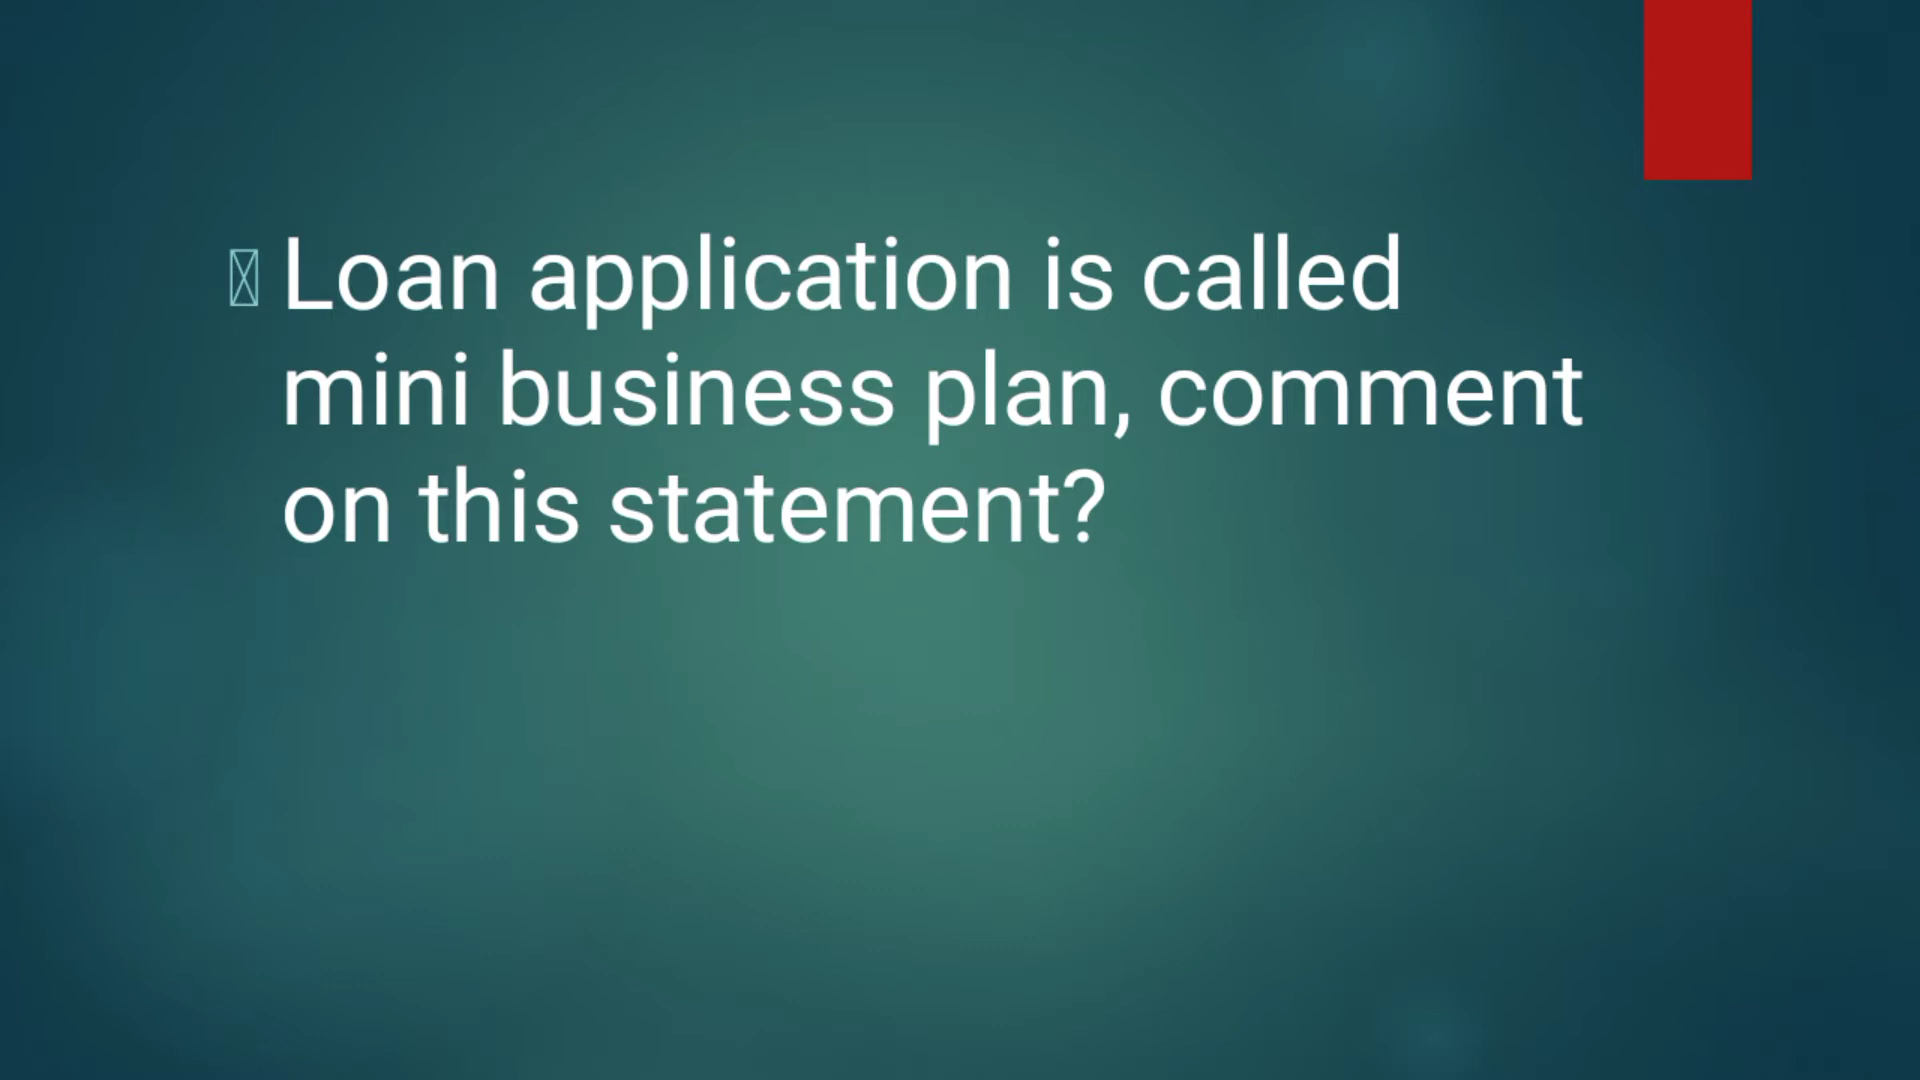 Loan application is called
mini business plan, comment
on this statement?